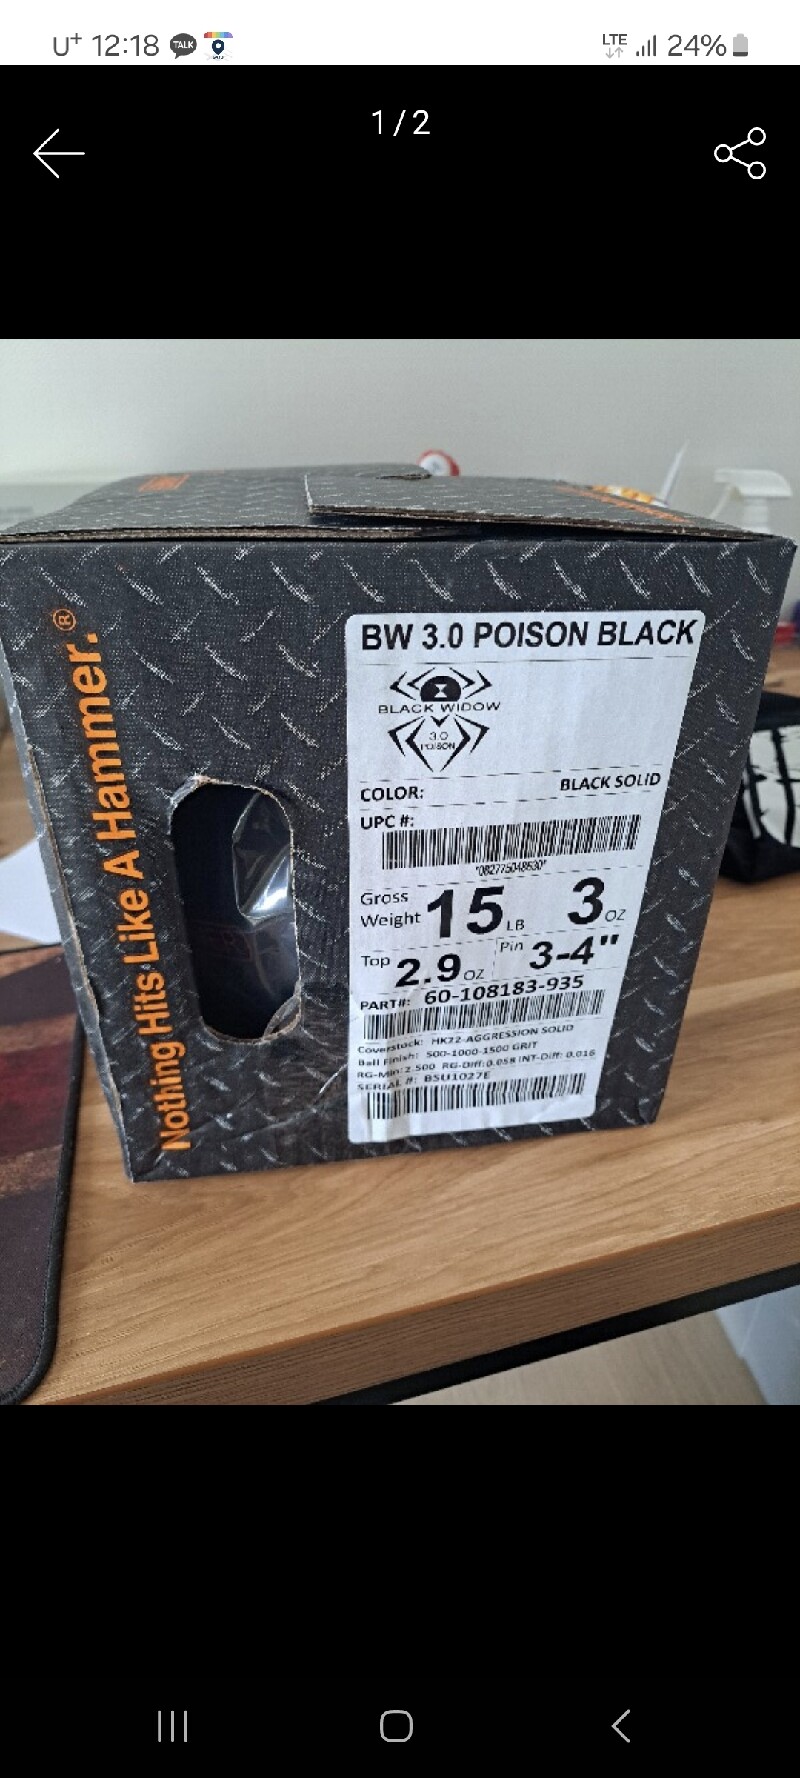 U⁺ 12:18 TALK
LTE 24%
1/2
Nothing Hits Like A Hammer.®
BW 3.0 POISON BLACK
BLACK WIDOW
3.0
POISON
COLOR: BLACK SOLID
UPC #:
Gross Weight 15 LB 3 OZ
Top 2.9 OZ Pin 3-4"
PART#: 60-108183-935
Coverstock: HK22-AGGRESSION SOLID
Ball Finish: 500-1000-1500 GRIT
RG-Min: 2.500 RG-Diff: 0.058 INT-Diff: 0.016
SERIAL #: BSU1027E